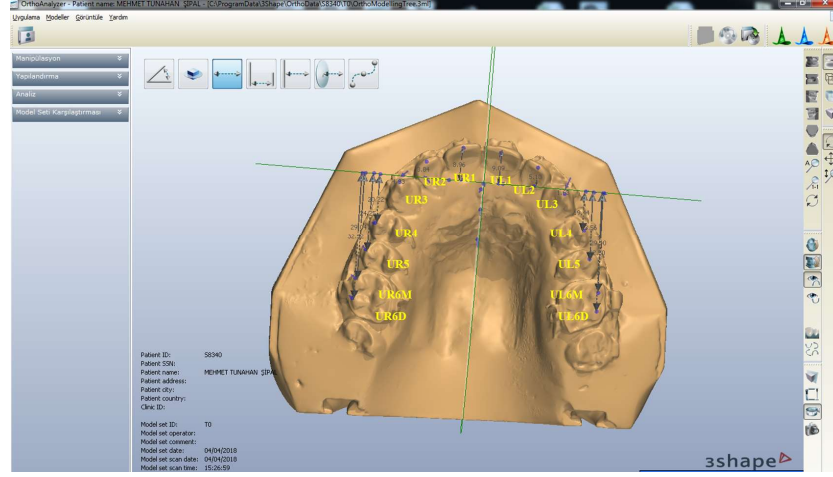 OrthoAnalyzer - Patient name: MEHMET TUNAHAN ŞİPAL - [C:\ProgramData\3Shape\OrthoData\S8340\T0\OrthoModellingTree.3ml]
Uygulama Modeller Görüntüle Yardım
Manipülasyon
Yapılandırma
Analiz
Model Seti Karşılaştırması
UR2 UR1 UL1 UL2
UR3 UL3
UR4 UL4
UR5 UL5
UR6M UL6M
UR6D UL6D
Patient ID: S8340
Patient SSN:
Patient name: MEHMET TUNAHAN ŞİPAL
Patient address:
Patient city:
Patient country:
Clinic ID:
Model set ID: T0
Model set operator:
Model set comment:
Model set date: 04/04/2018
Model set scan date: 04/04/2018
Model set scan time: 15:26:59
3shape